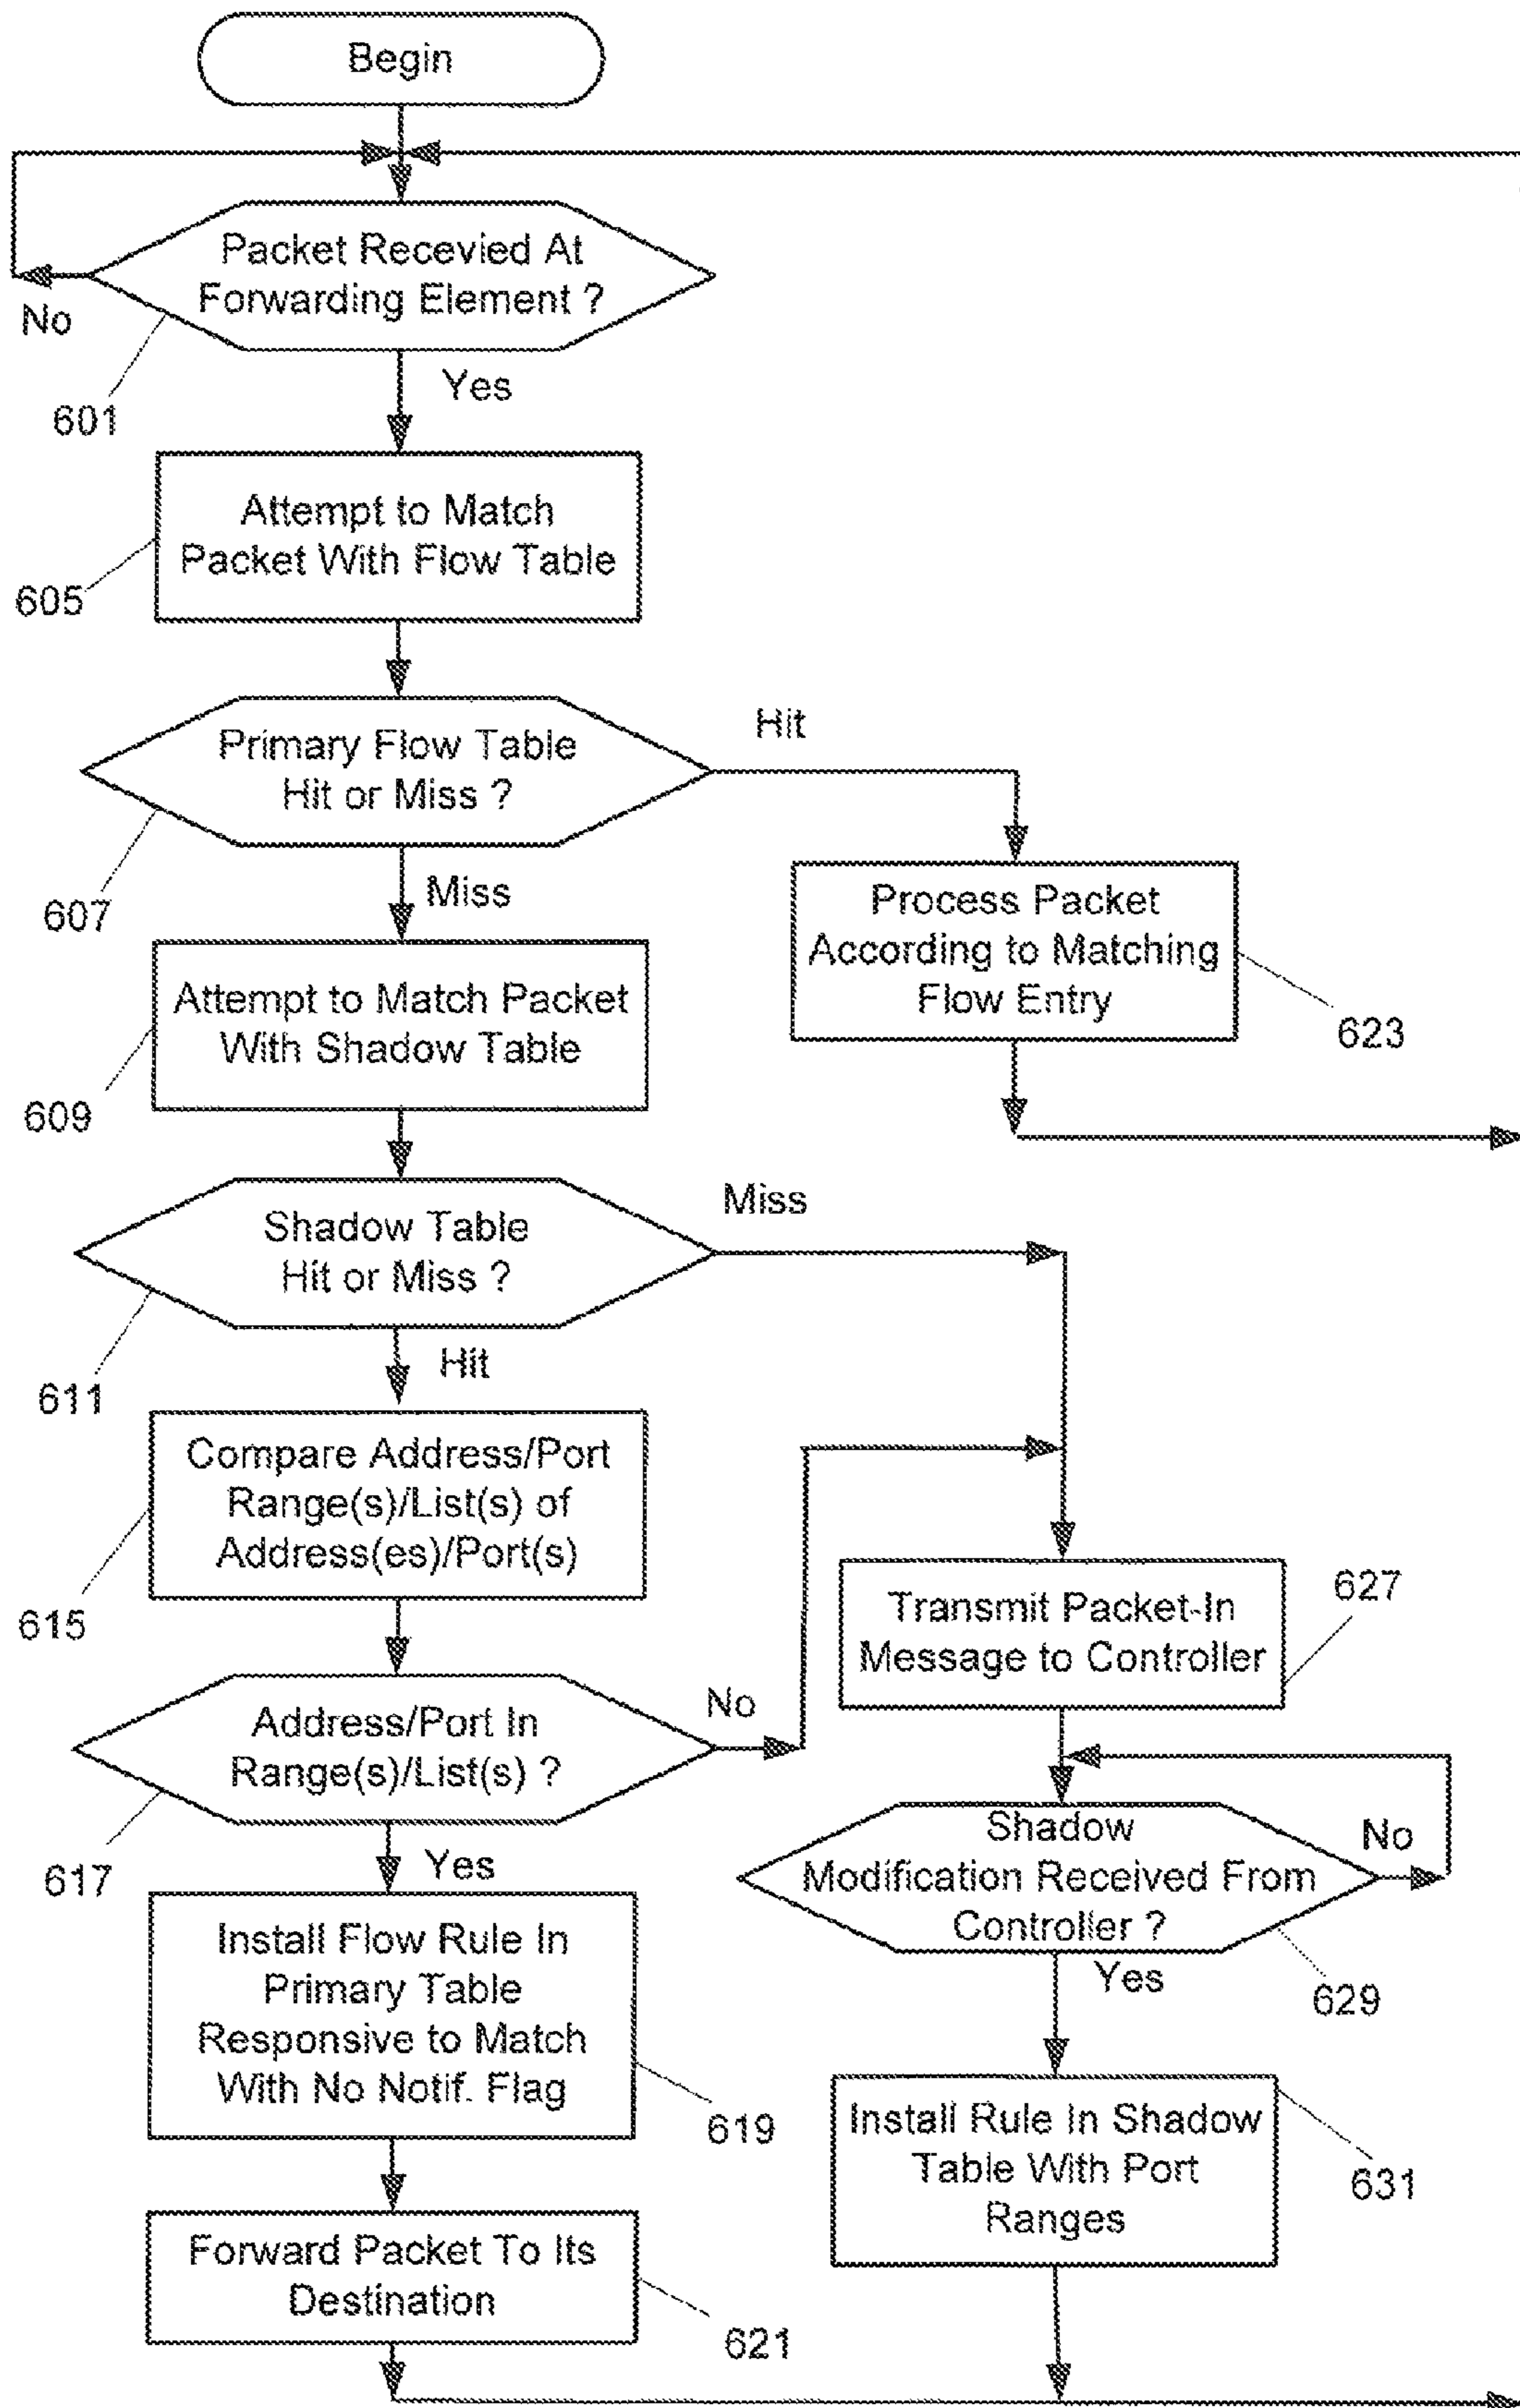 Begin
Packet Recevied At
Forwarding Element ?
No
601
Yes
Attempt to Match
Packet With Flow Table
605
Primary Flow Table
Hit or Miss ?
Hit
607
Miss
Process Packet
According to Matching
Flow Entry
623
Attempt to Match Packet
With Shadow Table
609
Shadow Table
Hit or Miss ?
Miss
611
Hit
Compare Address/Port
Range(s)/List(s) of
Address(es)/Port(s)
615
Transmit Packet-In
Message to Controller
627
Address/Port In
Range(s)/List(s) ?
No
617
Yes
Shadow
Modification Received From
Controller ?
No
629
Yes
Install Flow Rule In
Primary Table
Responsive to Match
With No Notif. Flag
619
Install Rule In Shadow
Table With Port
Ranges
631
Forward Packet To Its
Destination
621